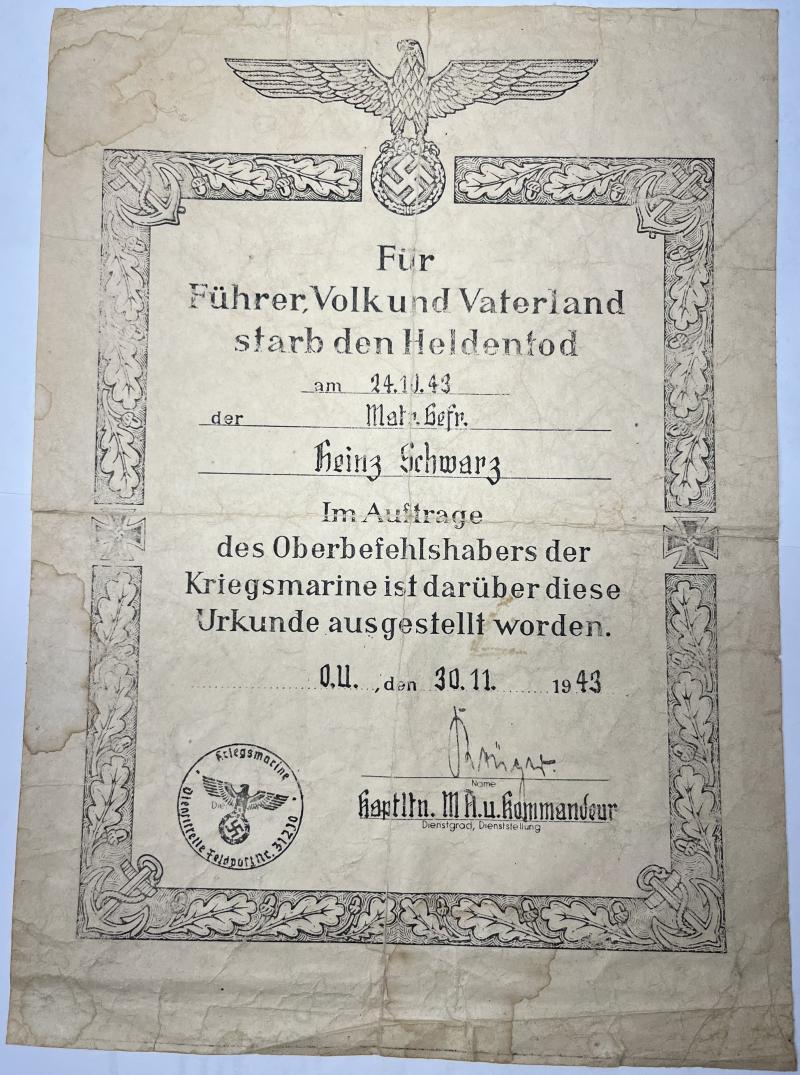 Für
Führer, Volk und Vaterland
starb den Heldentod
am 24.10.43
der Matr. Gefr.
Heinz Schwarz
Im Auftrage
des Oberbefehlshabers der
Kriegsmarine ist darüber diese
Urkunde ausgestellt worden.
O.U. , den 30.11. 1943
Name
Kaptltn. M A. u. Kommandeur
Dienstgrad, Dienststellung
Kriegsmarine
Dienststelle Feldpost Nr. 31230